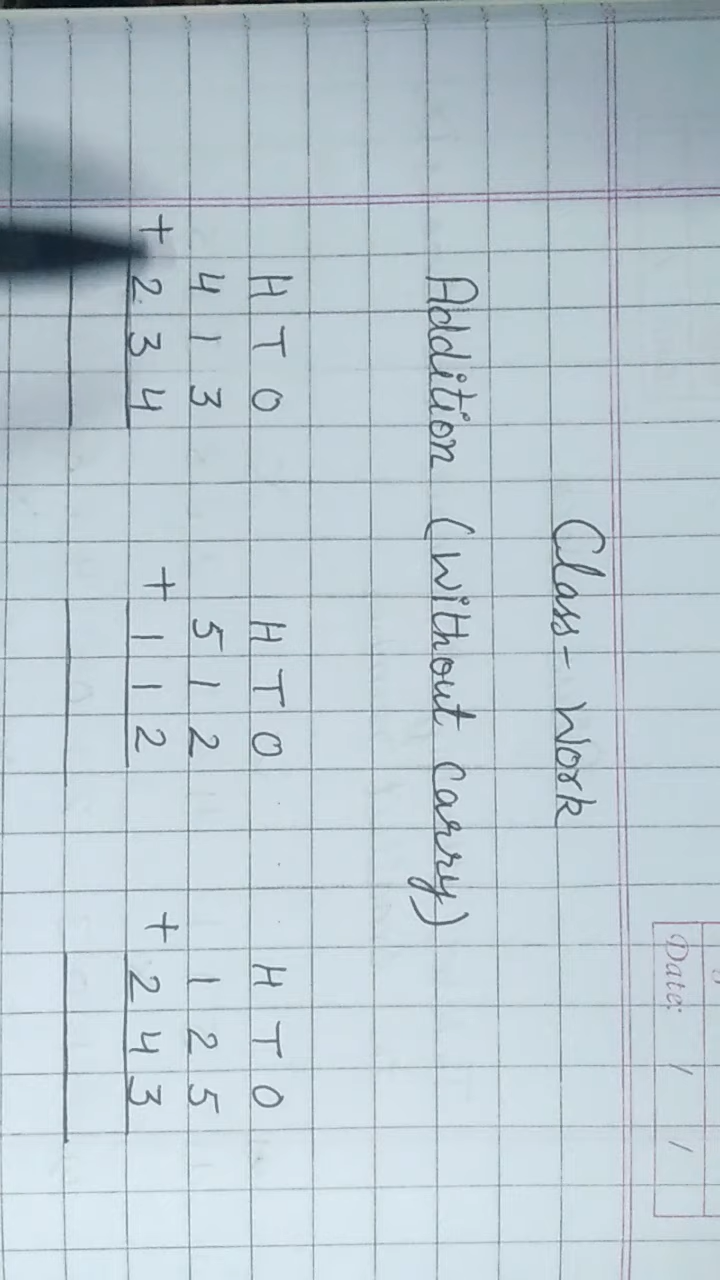 Date: / /
Class-Work
Addition (Without Carry)
H T O H T O H T O
4 1 3 5 1 2 1 2 5
+ 2 3 4 + 1 1 2 + 2 4 3